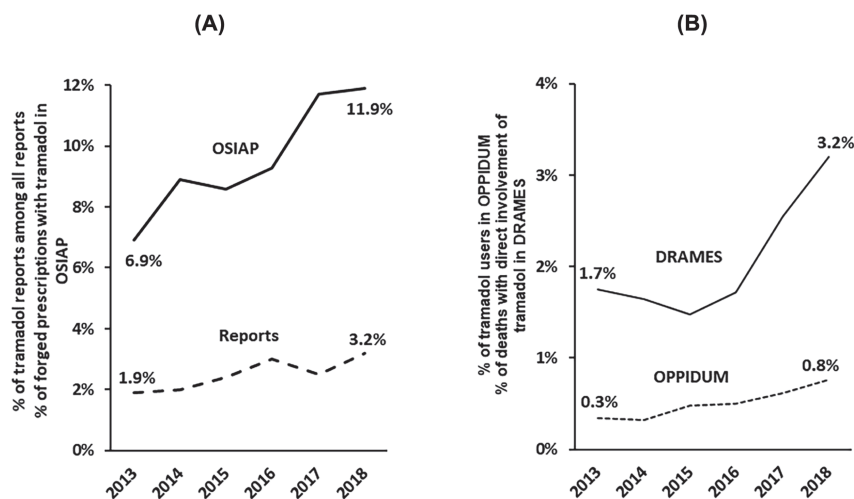 (A)
% of tramadol reports among all reports
% of forged prescriptions with tramadol in
OSIAP
12%
10%
8%
6%
4%
2%
0%
OSIAP
6.9%
11.9%
Reports
1.9%
3.2%
2013
2014
2015
2016
2017
2018
(B)
% of tramadol users in OPPIDUM
% of deaths with direct involvement of
tramadol in DRAMES
4%
3%
2%
1%
0%
3.2%
DRAMES
1.7%
OPPIDUM
0.8%
0.3%
2013
2014
2015
2016
2017
2018